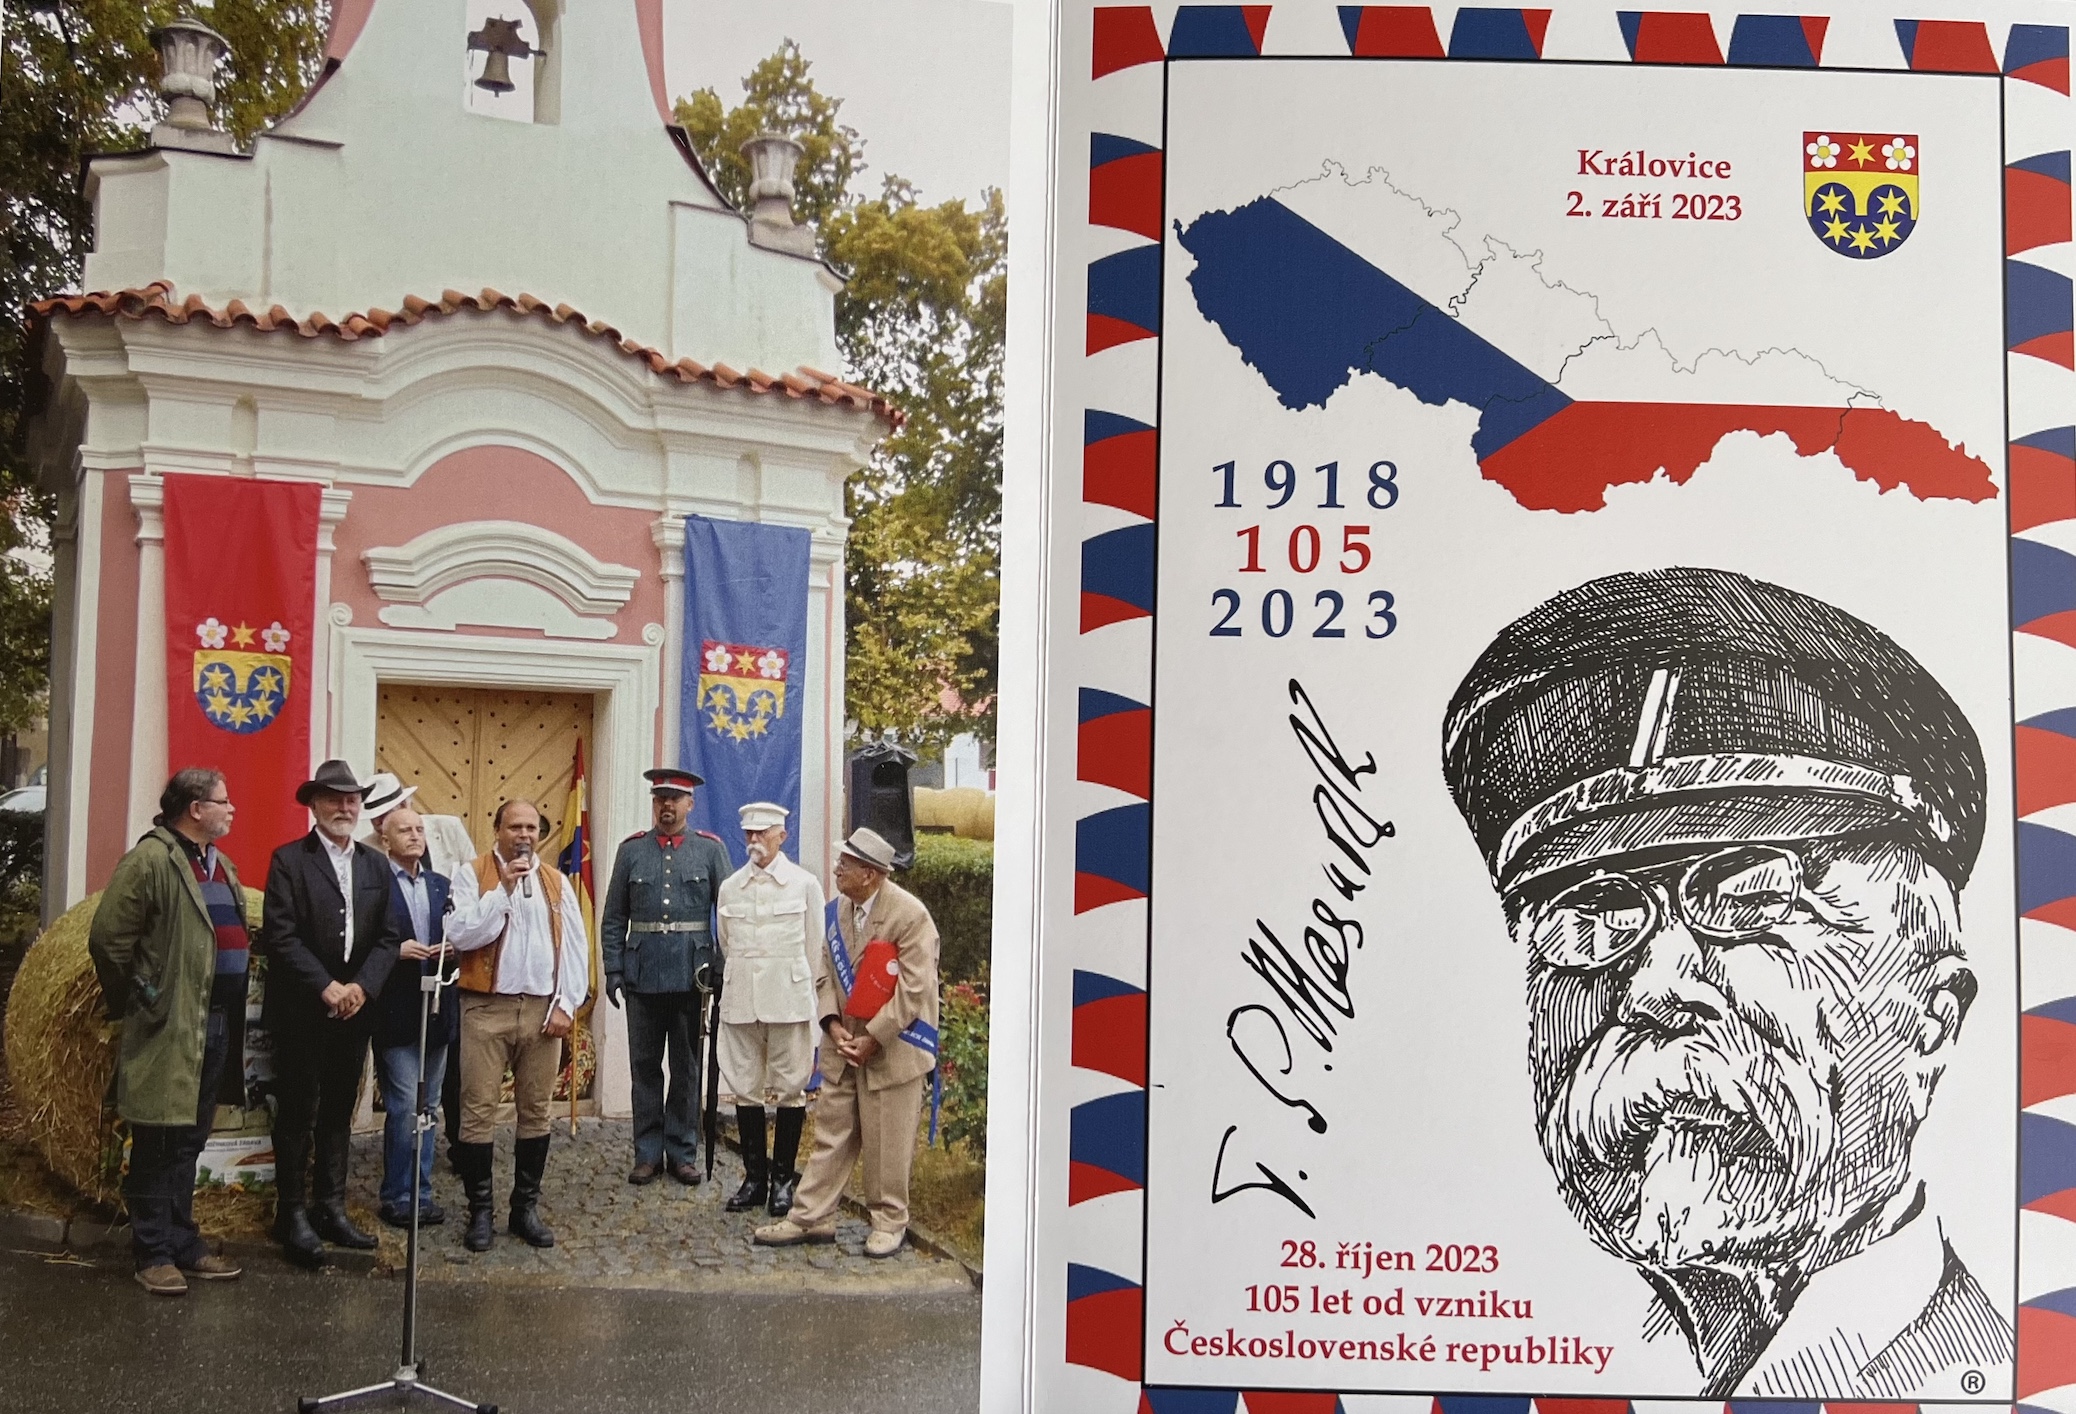 Královice
2. září 2023
1918
105
2023
T. G. Masaryk
28. říjen 2023
105 let od vzniku
Československé republiky
®